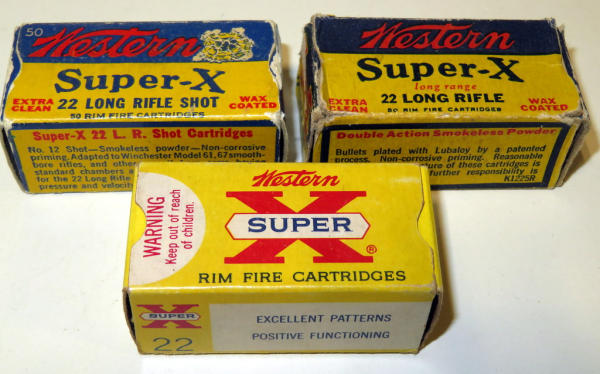 50
Western
Super-X
EXTRA CLEAN
22 LONG RIFLE SHOT
WAX COATED
50 RIM FIRE CARTRIDGES
Super-X 22 L. R. Shot Cartridges
No. 12 Shot—Smokeless powder—Non-corrosive
priming. Adapted to Winchester Model 61, 67 smooth-
bore rifles, and other
standard chambers
for the 22 Long Rifle
pressure and velocity
Western
Super-X
long range
EXTRA CLEAN
22 LONG RIFLE
WAX COATED
50 RIM FIRE CARTRIDGES
Double Action Smokeless Powder
Bullets plated with Lubaloy by a patented
process. Non-corrosive priming. Reasonable
ture of these cartridges is
further responsibility is
K1225R
WARNING
Keep out of reach
of children.
Western
SUPER
X
®
RIM FIRE CARTRIDGES
X
SUPER
22
EXCELLENT PATTERNS
POSITIVE FUNCTIONING